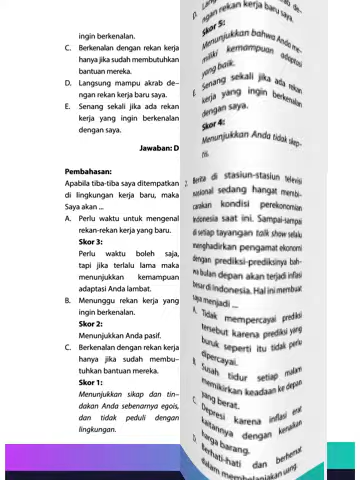 ingin berkenalan.
C. Berkenalan dengan rekan kerja
hanya jika sudah membutuhkan
bantuan mereka.
D. Langsung mampu akrab de-
ngan rekan kerja baru saya.
E. Senang sekali jika ada rekan
kerja yang ingin berkenalan
dengan saya.
Jawaban: D
Pembahasan:
Apabila tiba-tiba saya ditempatkan
di lingkungan kerja baru, maka
Saya akan ...
A. Perlu waktu untuk mengenal
rekan-rekan kerja yang baru.
Skor 3:
Perlu waktu boleh saja,
tapi jika terlalu lama maka
menunjukkan kemampuan
adaptasi Anda lambat.
B. Menunggu rekan kerja yang
ingin berkenalan.
Skor 2:
Menunjukkan Anda pasif.
C. Berkenalan dengan rekan kerja
hanya jika sudah membu-
tuhkan bantuan mereka.
Skor 1:
Menunjukkan sikap dan tin-
dakan Anda sebenarnya egois,
dan tidak peduli dengan
lingkungan.
D. Langsung de-
ngan rekan kerja baru saya.
Skor 5:
Menunjukkan bahwa Anda me-
miliki kemampuan adaptasi
yang baik.
E. Senang sekali jika ada rekan
kerja yang ingin berkenalan
dengan saya.
Skor 4:
Menunjukkan Anda tidak skep-
tis.
2. Berita di stasiun-stasiun televisi
nasional sedang hangat membi-
carakan kondisi perekonomian
Indonesia saat ini. Sampai-sampai
di setiap tayangan talk show selalu
menghadirkan pengamat ekonomi
dengan prediksi-prediksinya bah-
wa bulan depan akan terjadi inflasi
besar di Indonesia. Hal ini membuat
saya menjadi ...
A. Tidak mempercayai prediksi
tersebut karena prediksi yang
buruk seperti itu tidak perlu
dipercayai.
B. Susah tidur setiap malam
memikirkan keadaan ke depan
yang berat.
C. Depresi karena inflasi erat
kaitannya dengan kenaikan
harga barang.
D. Berhati-hati dan berhemat
dalam membelanjakan uang.